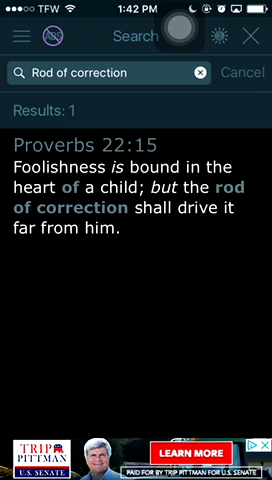 TFW 1:42 PM
ADS Search
Rod of correction Cancel
Results: 1
Proverbs 22:15
Foolishness is bound in the
heart of a child; but the rod
of correction shall drive it
far from him.
TRIP
PITTMAN
U.S. SENATE
LEARN MORE
PAID FOR BY TRIP PITTMAN FOR U.S. SENATE